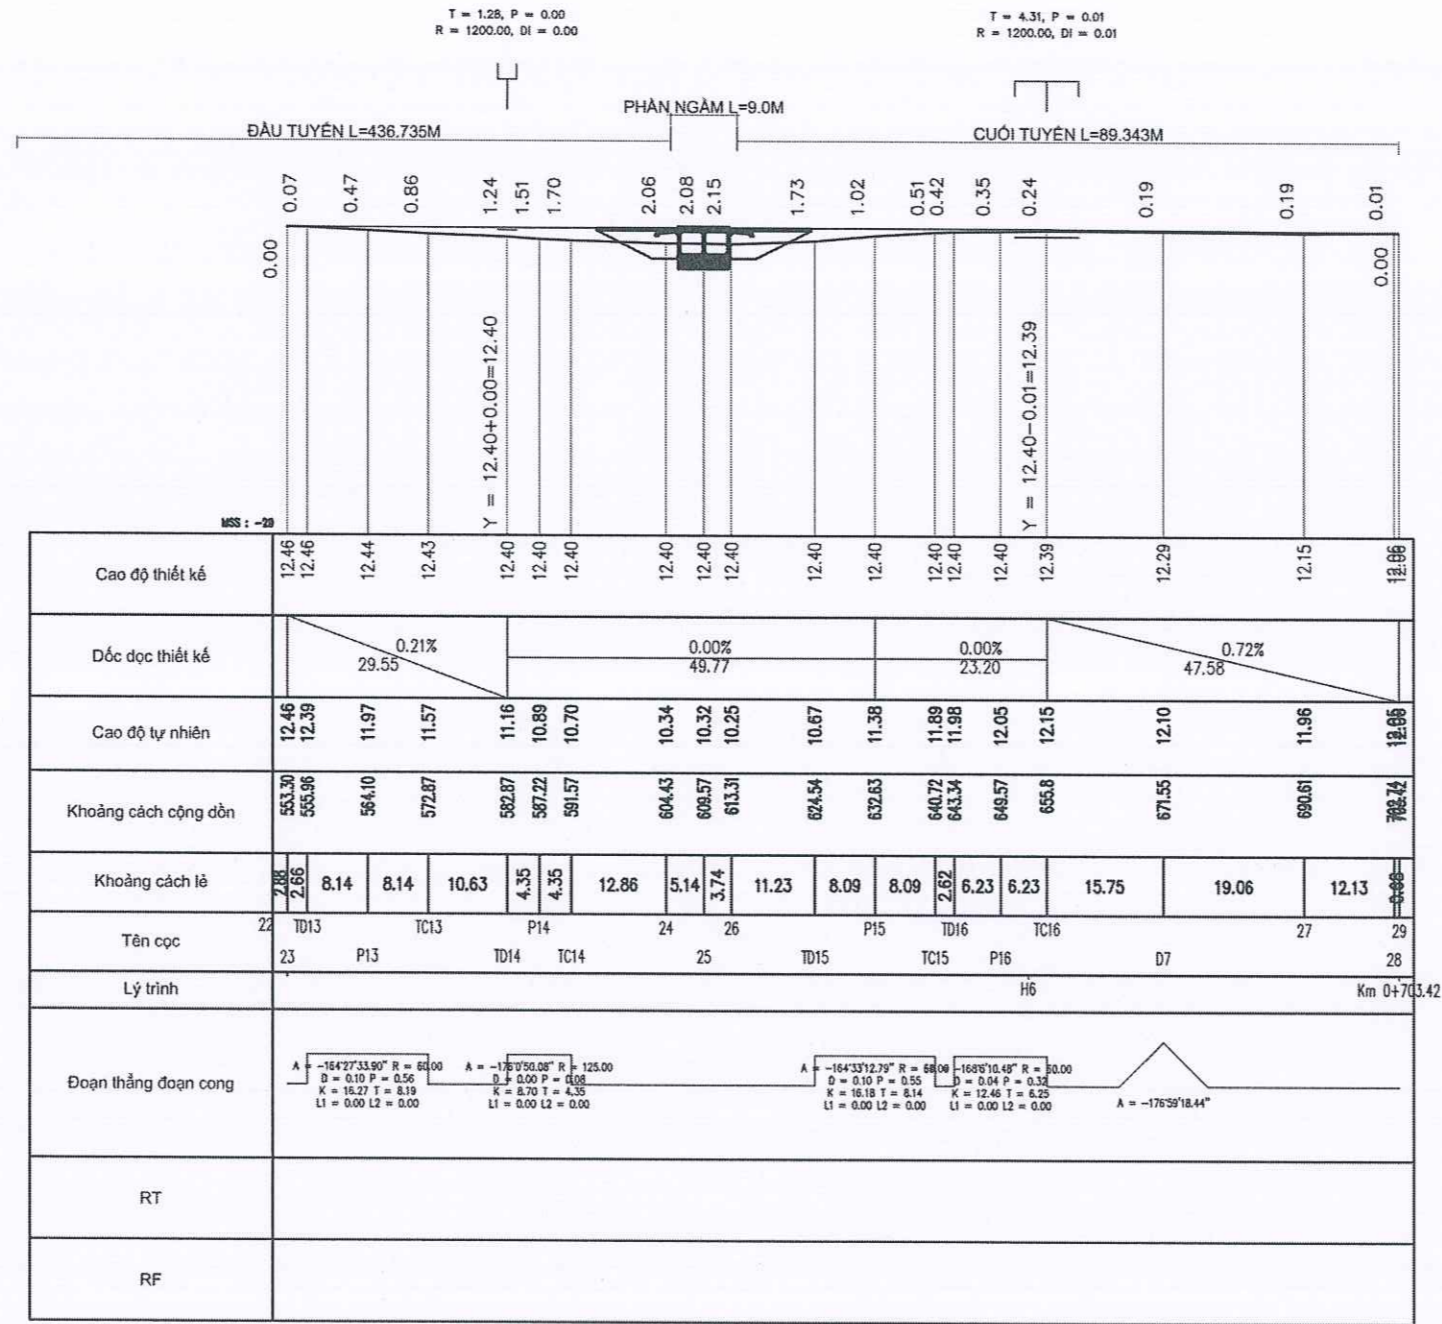 T = 1.28, P = 0.00
R = 1200.00, DI = 0.00
T = 4.31, P = 0.01
R = 1200.00, DI = 0.01
PHẦN NGẦM L=9.0M
ĐẦU TUYẾN L=436.735M
CUỐI TUYẾN L=89.343M
0.07 0.47 0.86 1.24 1.51 1.70 2.06 2.08 2.15 1.73 1.02 0.51 0.42 0.35 0.24 0.19 0.19 0.01
0.00 0.00
Y = 12.40+0.00=12.40
Y = 12.40-0.01=12.39
MSS : -20
Cao độ thiết kế 12.46 12.46 12.44 12.43 12.40 12.40 12.40 12.40 12.40 12.40 12.40 12.40 12.40 12.40 12.40 12.39 12.29 12.15
Dốc dọc thiết kế
0.21% 0.00% 0.00% 0.72%
29.55 49.77 23.20 47.58
Cao độ tự nhiên 12.46 12.39 11.97 11.57 11.16 10.89 10.70 10.34 10.32 10.25 10.67 11.38 11.89 11.98 12.05 12.15 12.10 11.96
Khoảng cách cộng dồn 553.30 555.96 564.10 572.87 582.87 587.22 591.57 604.43 609.57 613.31 624.54 632.63 640.72 643.34 649.57 655.8 671.55 690.61
Khoảng cách lẻ 2.88 2.66 8.14 8.14 10.63 4.35 4.35 12.86 5.14 3.74 11.23 8.09 8.09 2.62 6.23 6.23 15.75 19.06 12.13
Tên cọc
22 TD13 TC13 P14 24 26 P15 TD16 TC16 27 29
23 P13 TD14 TC14 25 TD15 TC15 P16 D7 28
Lý trình H6 Km 0+703.42
Đoạn thẳng đoạn cong
A = -164°27'33.90" R = 60.00
D = 0.10 P = 0.56
K = 16.27 T = 8.19
L1 = 0.00 L2 = 0.00
A = -176°0'50.08" R = 125.00
D = 0.00 P = 0.08
K = 8.70 T = 4.35
L1 = 0.00 L2 = 0.00
A = -164°33'12.79" R = 60.00
D = 0.10 P = 0.55
K = 16.18 T = 8.14
L1 = 0.00 L2 = 0.00
-168°6'10.48" R = 60.00
D = 0.04 P = 0.32
K = 12.46 T = 6.25
L1 = 0.00 L2 = 0.00
A = -176°59'18.44"
RT
RF